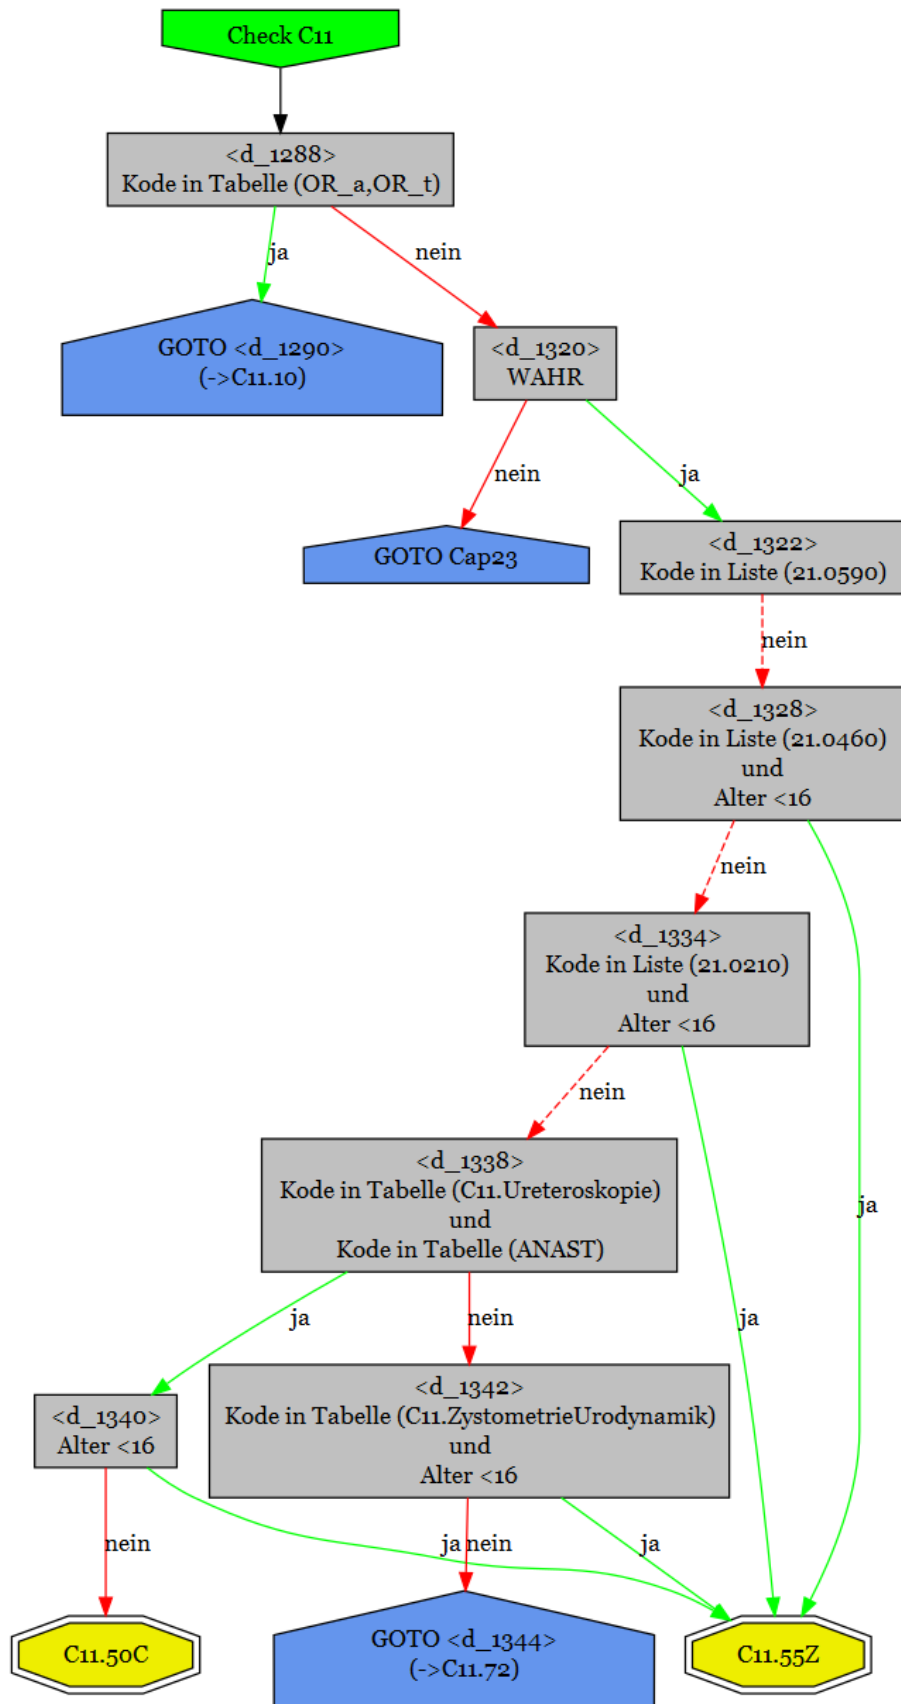 Check C11
<d_1288>
Kode in Tabelle (OR_a,OR_t)
ja
nein
GOTO <d_1290>
(->C11.10)
<d_1320>
WAHR
nein
ja
GOTO Cap23
<d_1322>
Kode in Liste (21.0590)
nein
<d_1328>
Kode in Liste (21.0460)
und
Alter <16
nein
<d_1334>
Kode in Liste (21.0210)
und
Alter <16
nein
<d_1338>
Kode in Tabelle (C11.Ureteroskopie)
und
Kode in Tabelle (ANAST)
ja
ja
nein
ja
<d_1340>
Alter <16
<d_1342>
Kode in Tabelle (C11.ZystometrieUrodynamik)
und
Alter <16
nein
ja
nein
ja
C11.50C
GOTO <d_1344>
(->C11.72)
C11.55Z